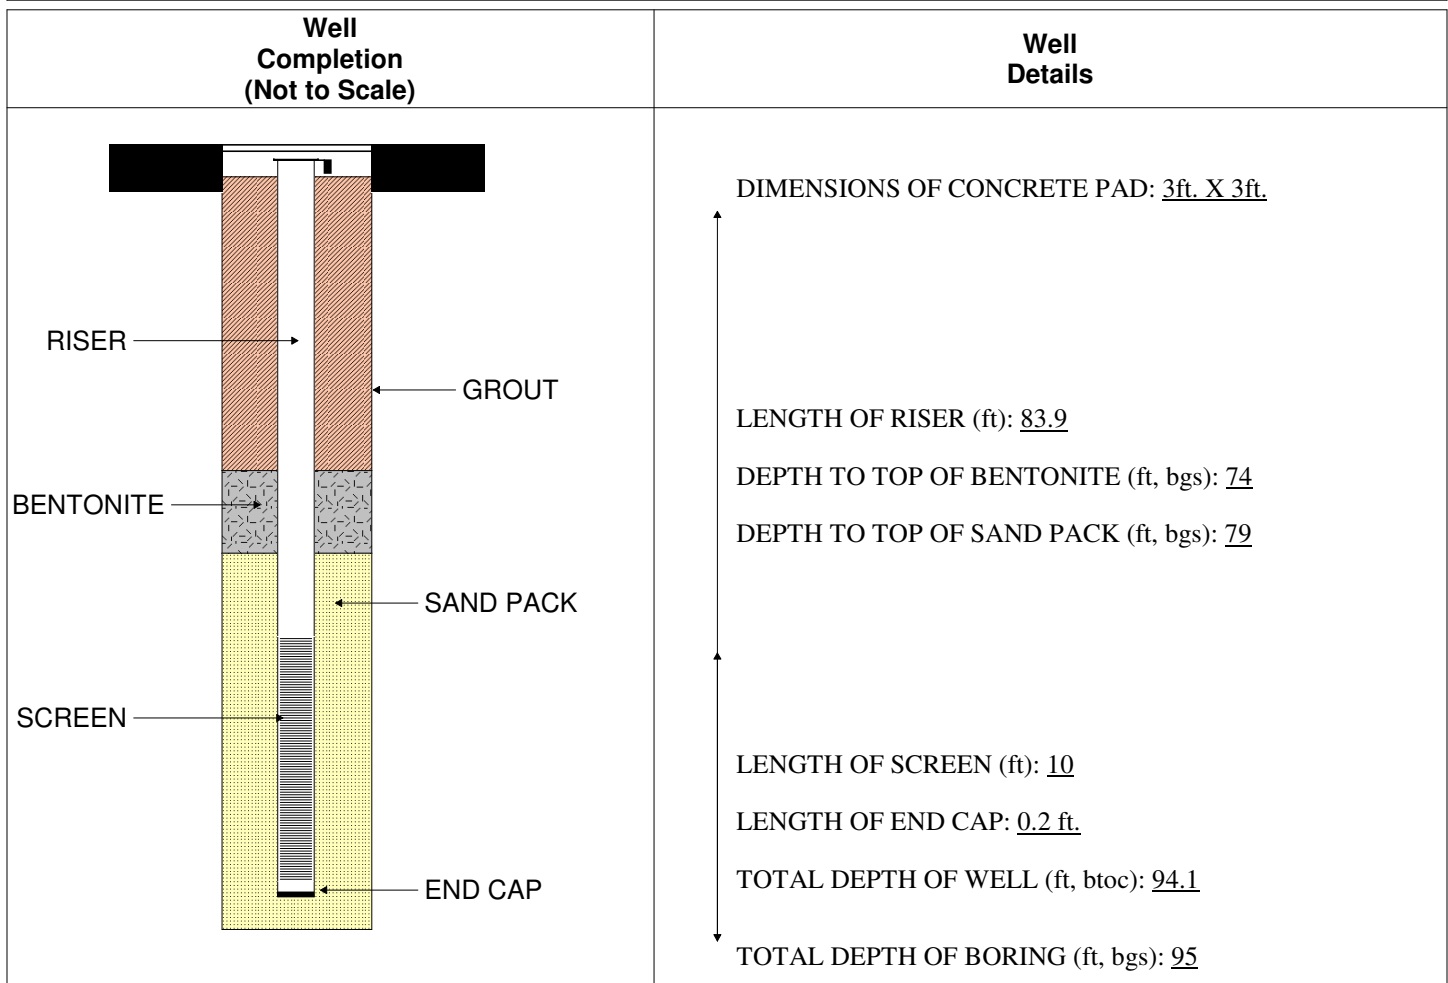 Well
Completion
(Not to Scale)
Well
Details
RISER
GROUT
BENTONITE
SAND PACK
SCREEN
END CAP
DIMENSIONS OF CONCRETE PAD: 3ft. X 3ft.
LENGTH OF RISER (ft): 83.9
DEPTH TO TOP OF BENTONITE (ft, bgs): 74
DEPTH TO TOP OF SAND PACK (ft, bgs): 79
LENGTH OF SCREEN (ft): 10
LENGTH OF END CAP: 0.2 ft.
TOTAL DEPTH OF WELL (ft, btoc): 94.1
TOTAL DEPTH OF BORING (ft, bgs): 95